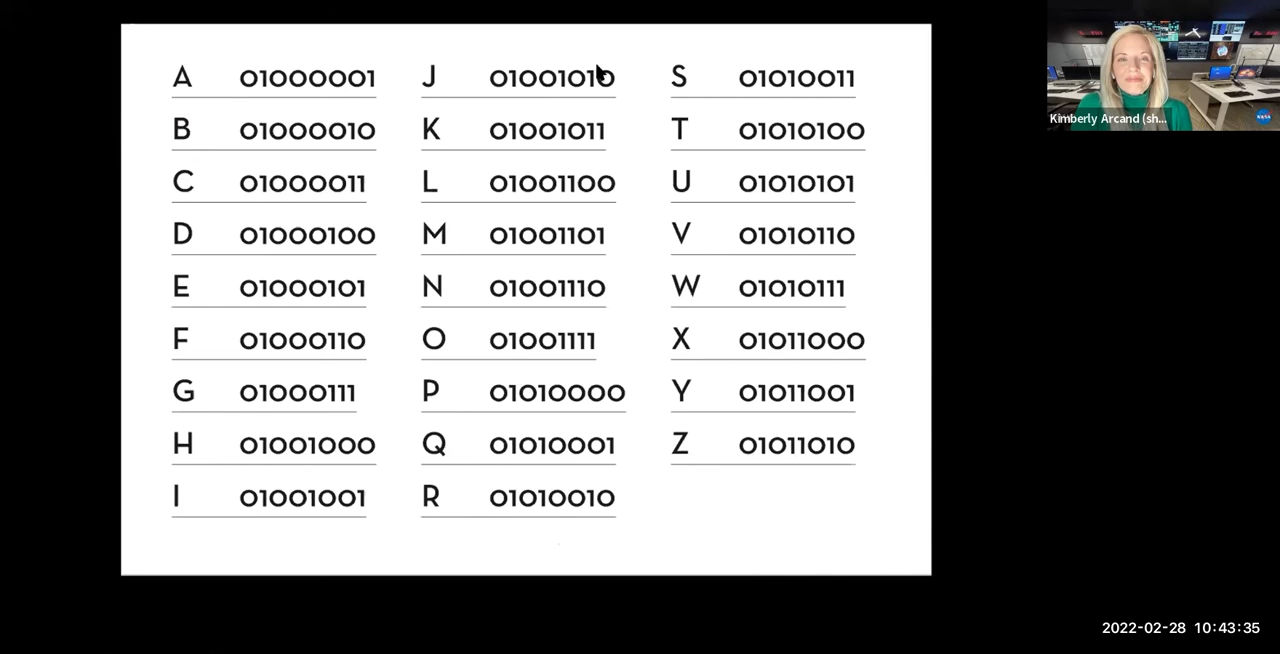 A 01000001
B 01000010
C 01000011
D 01000100
E 01000101
F 01000110
G 01000111
H 01001000
I 01001001
J 01001010
K 01001011
L 01001100
M 01001101
N 01001110
O 01001111
P 01010000
Q 01010001
R 01010010
S 01010011
T 01010100
U 01010101
V 01010110
W 01010111
X 01011000
Y 01011001
Z 01011010
Kimberly Arcand (sh...
NASA
2022-02-28 10:43:35